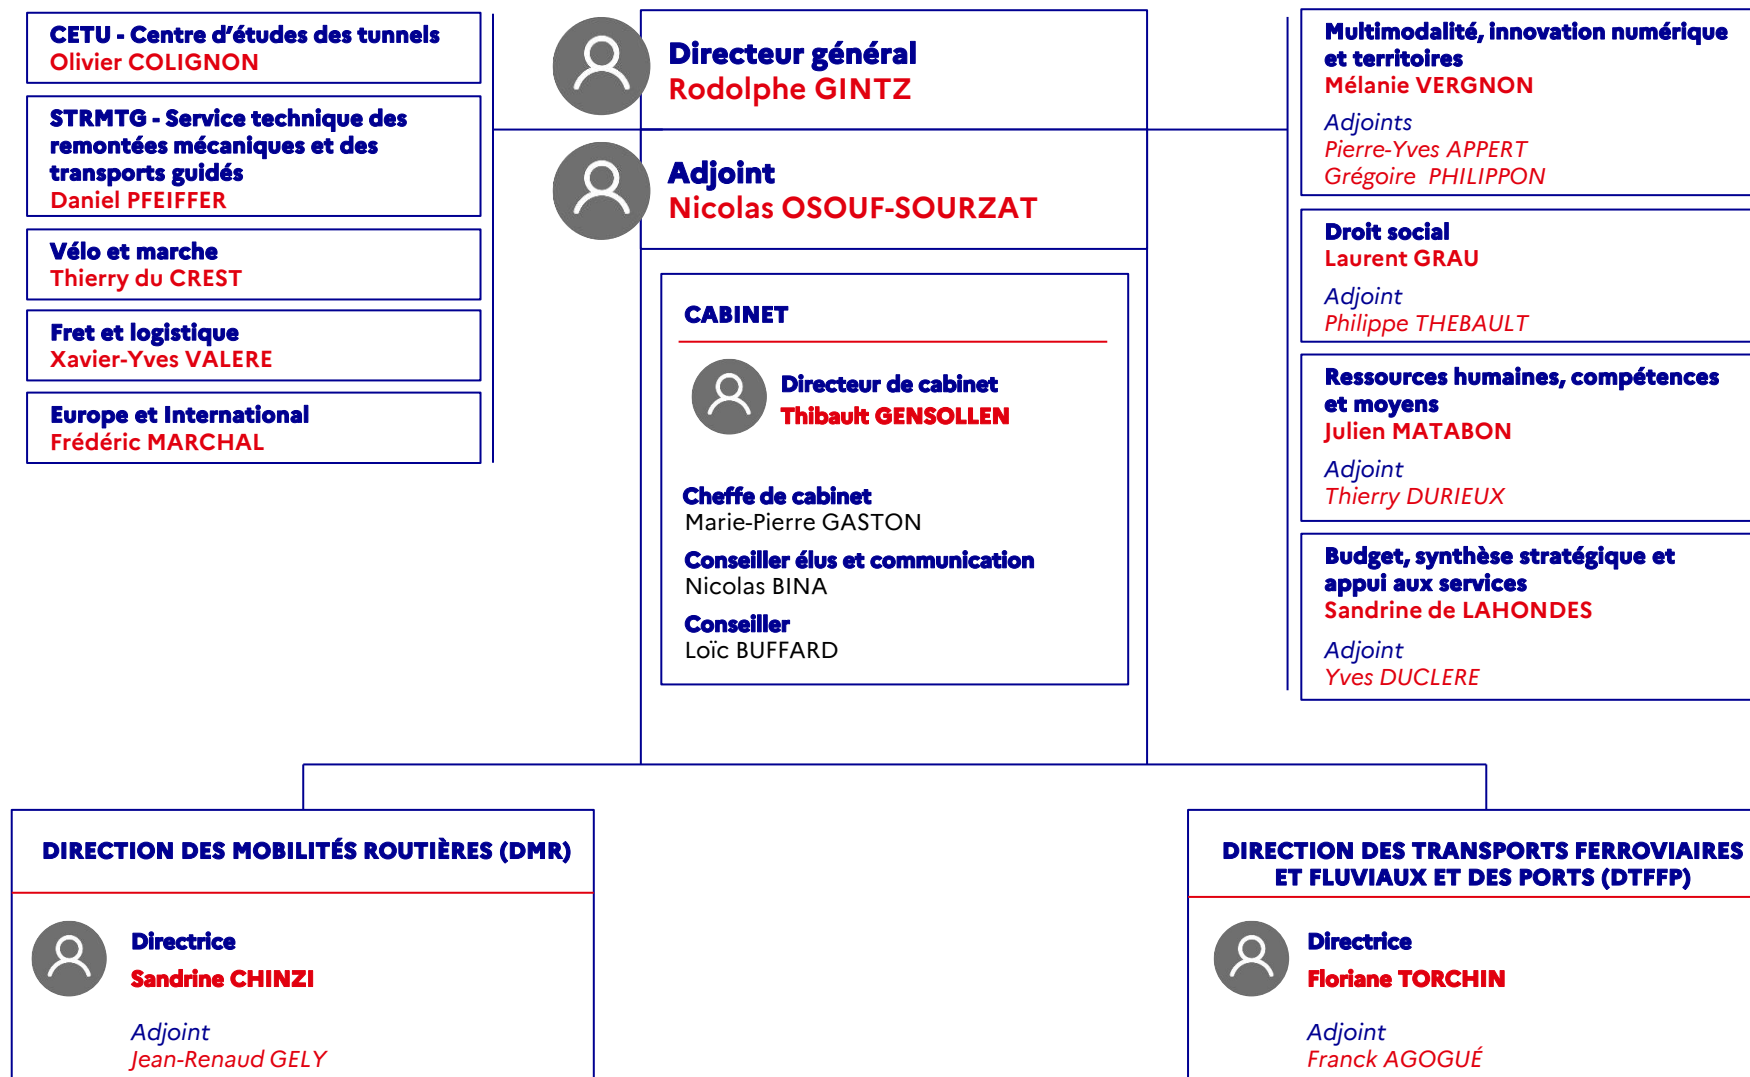 CETU - Centre d'études des tunnels
Olivier COLIGNON
STRMTG - Service technique des
remontées mécaniques et des
transports guidés
Daniel PFEIFFER
Vélo et marche
Thierry du CREST
Fret et logistique
Xavier-Yves VALERE
Europe et International
Frédéric MARCHAL
Directeur général
Rodolphe GINTZ
Adjoint
Nicolas OSOUF-SOURZAT
CABINET
Directeur de cabinet
Thibault GENSOLLEN
Cheffe de cabinet
Marie-Pierre GASTON
Conseiller élus et communication
Nicolas BINA
Conseiller
Loïc BUFFARD
Multimodalité, innovation numérique
et territoires
Mélanie VERGNON
Adjoints
Pierre-Yves APPERT
Grégoire PHILIPPON
Droit social
Laurent GRAU
Adjoint
Philippe THEBAULT
Ressources humaines, compétences
et moyens
Julien MATABON
Adjoint
Thierry DURIEUX
Budget, synthèse stratégique et
appui aux services
Sandrine de LAHONDES
Adjoint
Yves DUCLERE
DIRECTION DES MOBILITÉS ROUTIÈRES (DMR)
Directrice
Sandrine CHINZI
Adjoint
Jean-Renaud GELY
DIRECTION DES TRANSPORTS FERROVIAIRES
ET FLUVIAUX ET DES PORTS (DTFFP)
Directrice
Floriane TORCHIN
Adjoint
Franck AGOGUÉ